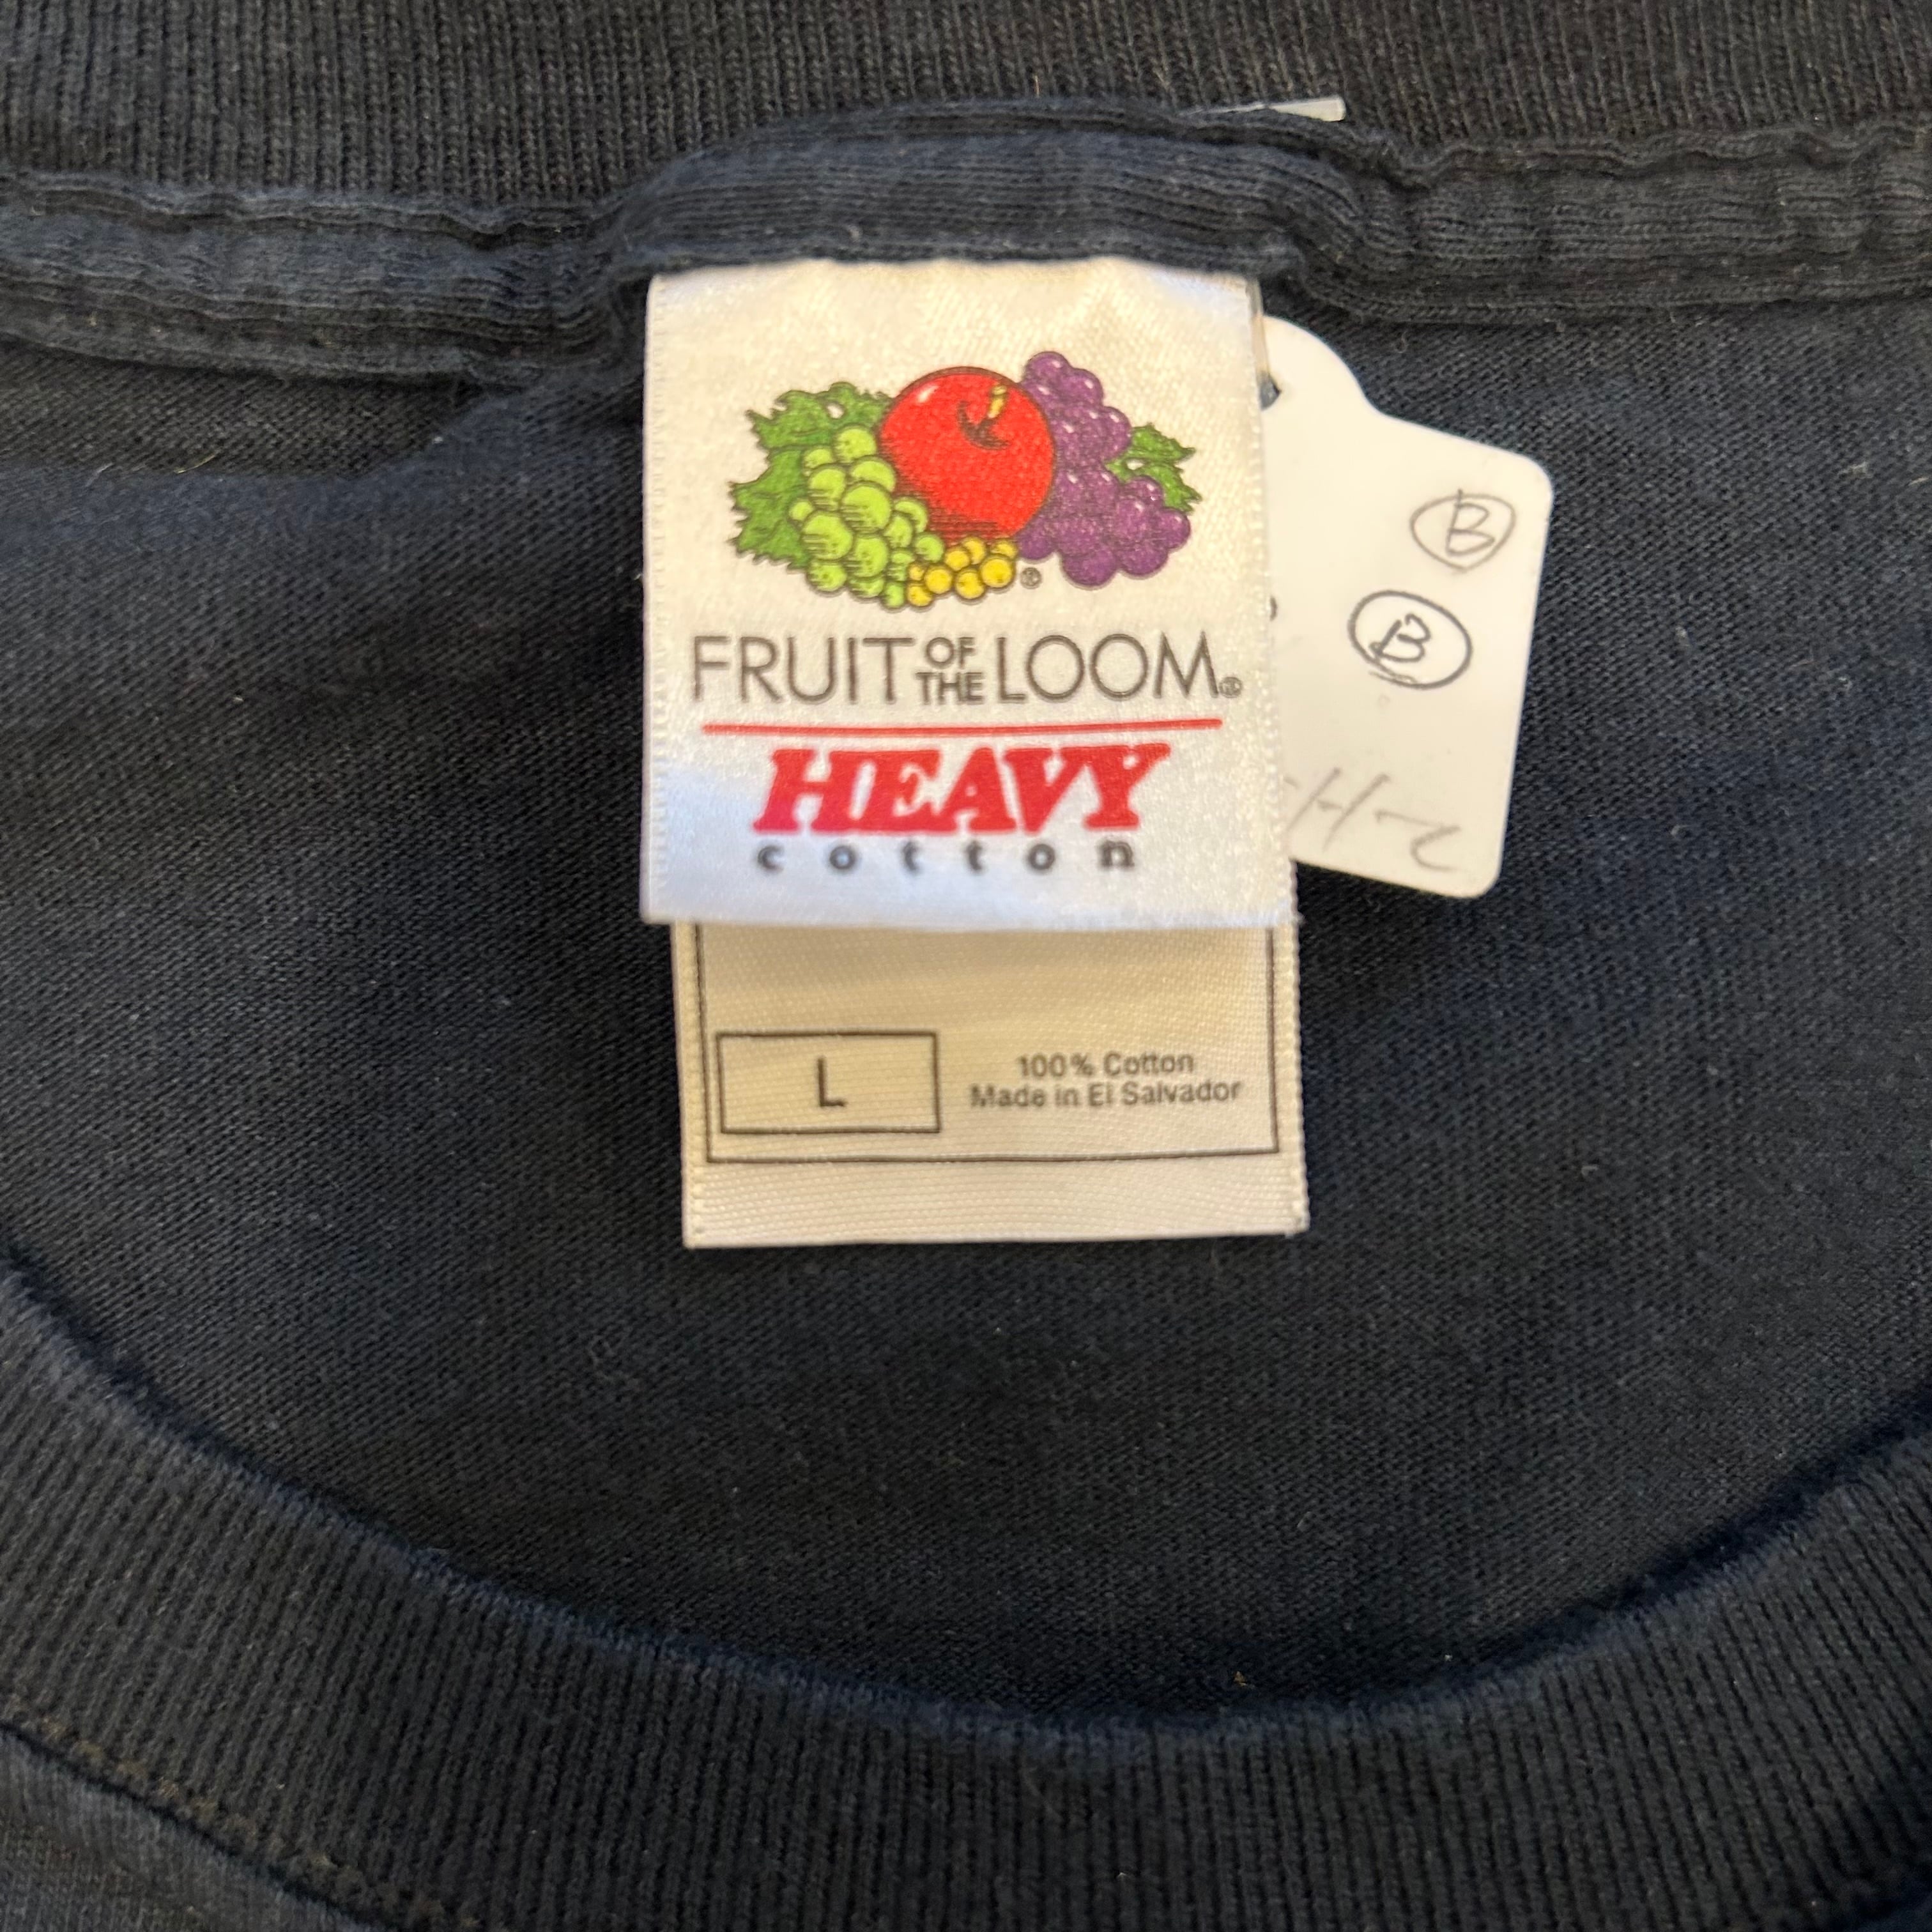 FRUIT OF THE LOOM®
HEAVY
cotton
L
100% Cotton
Made in El Salvador
B
B